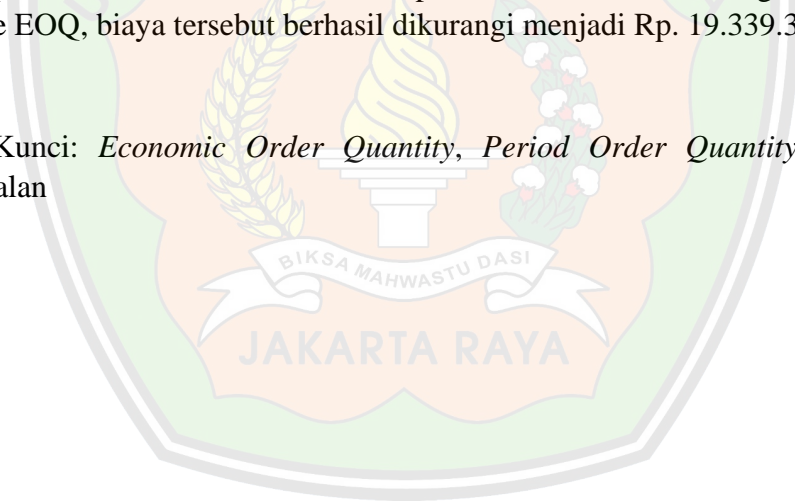 e EOQ, biaya tersebut berhasil dikurangi menjadi Rp. 19.339.3
Kunci: Economic Order Quantity, Period Order Quantity
alan
BIKSA MAHWASTU DASI
JAKARTA RAYA